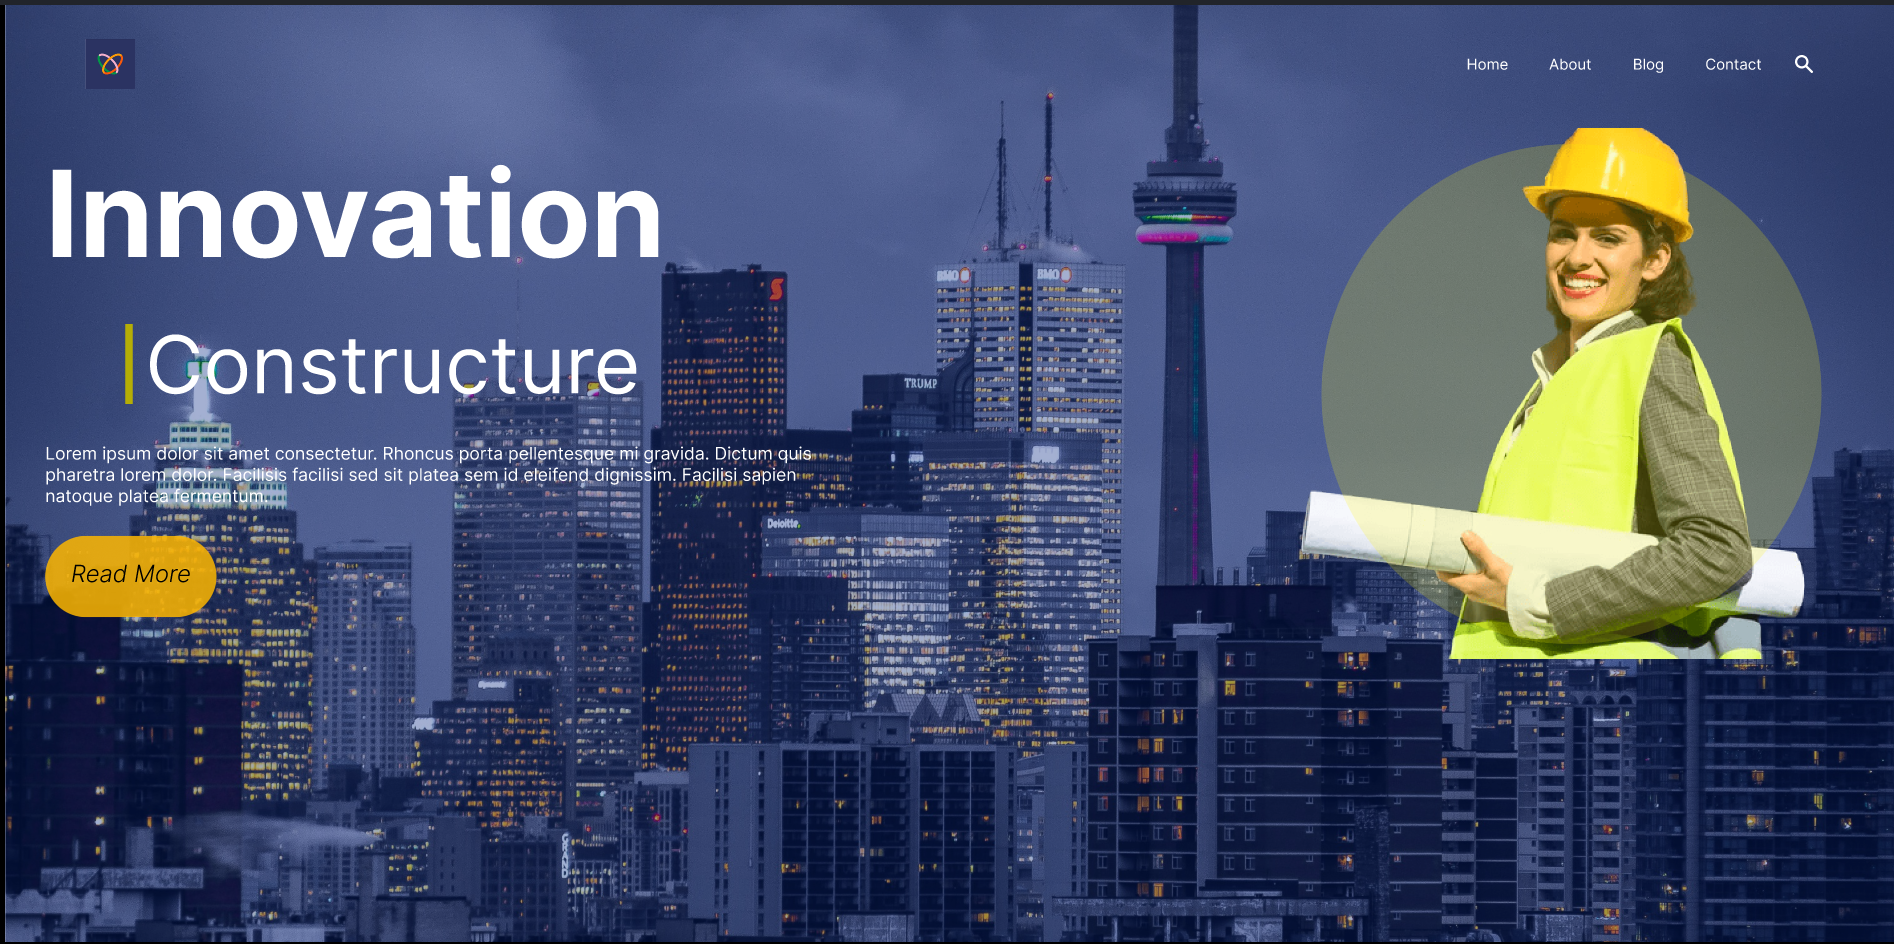 Home About Blog Contact
Innovation
Constructure
Lorem ipsum dolor sit amet consectetur. Rhoncus porta pellentesque mi gravida. Dictum quis
pharetra lorem dolor. Facilisis facilisi sed sit platea sem id eleifend dignissim. Facilisi sapien
natoque platea fermentum.
Read More
BMO BMO
TRUMP
Deloitte.